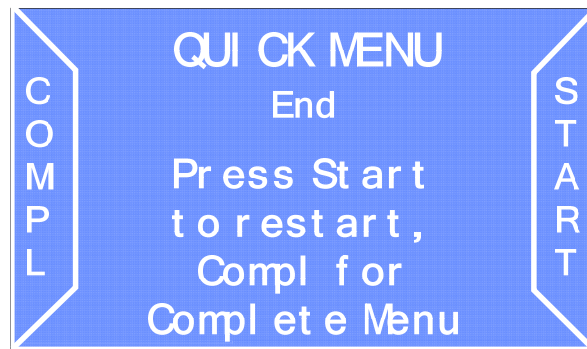 QUICK MENU
End
Press Start
to restart,
Compl for
Complete Menu
COMPL
START